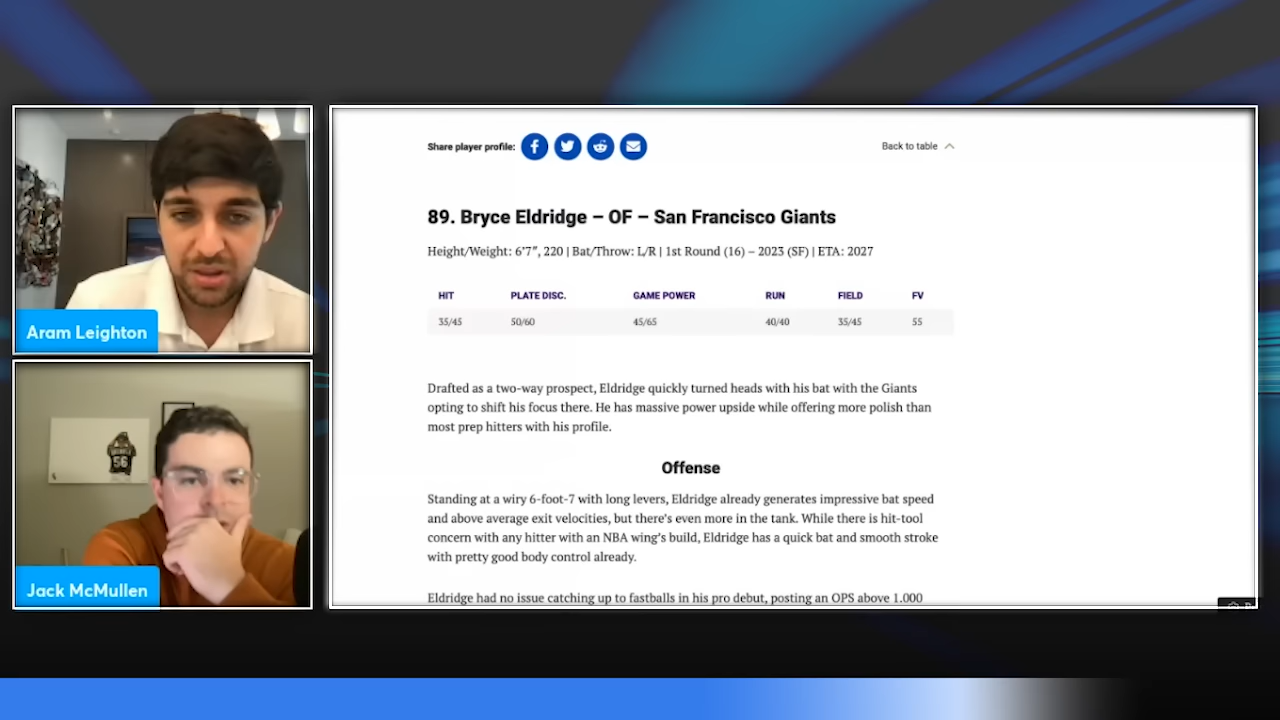 Share player profile:
Back to table
89. Bryce Eldridge – OF – San Francisco Giants
Height/Weight: 6'7″, 220 | Bat/Throw: L/R | 1st Round (16) – 2023 (SF) | ETA: 2027
HIT PLATE DISC. GAME POWER RUN FIELD FV
35/45 50/60 45/65 40/40 35/45 55
Drafted as a two-way prospect, Eldridge quickly turned heads with his bat with the Giants
opting to shift his focus there. He has massive power upside while offering more polish than
most prep hitters with his profile.
Offense
Standing at a wiry 6-foot-7 with long levers, Eldridge already generates impressive bat speed
and above average exit velocities, but there's even more in the tank. While there is hit-tool
concern with any hitter with an NBA wing's build, Eldridge has a quick bat and smooth stroke
with pretty good body control already.
Eldridge had no issue catching up to fastballs in his pro debut, posting an OPS above 1.000
Aram Leighton
56
Jack McMullen